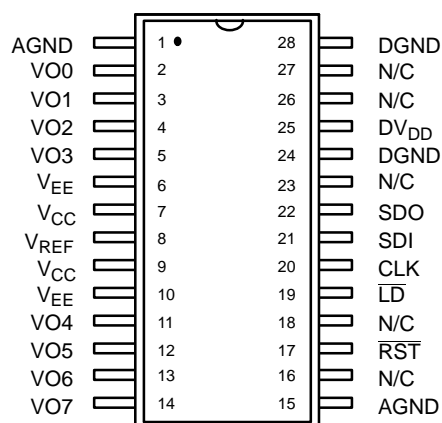 AGND 1 28 DGND
VO0 2 27 N/C
VO1 3 26 N/C
VO2 4 25 DVDD
VO3 5 24 DGND
VEE 6 23 N/C
VCC 7 22 SDO
VREF 8 21 SDI
VCC 9 20 CLK
VEE 10 19 L̅D̅
VO4 11 18 N/C
VO5 12 17 R̅S̅T̅
VO6 13 16 N/C
VO7 14 15 AGND